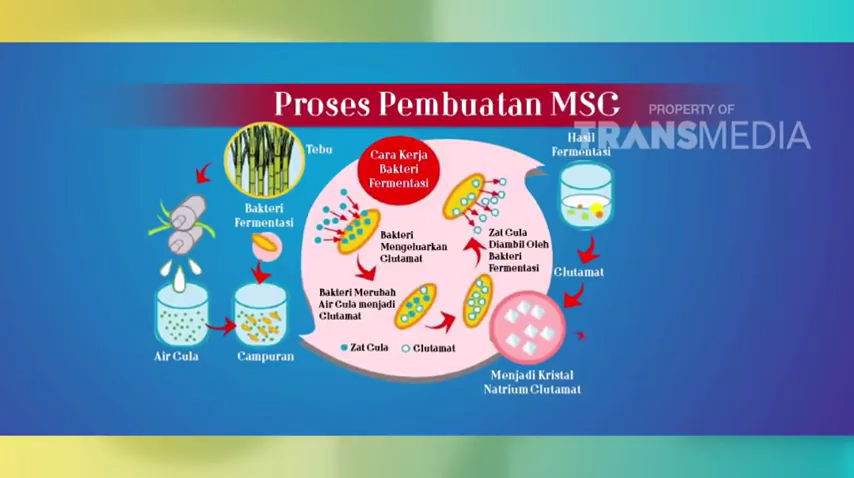 Proses Pembuatan MSG
PROPERTY OF
TRANSMEDIA
Tebu
Bakteri
Fermentasi
Air Gula
Campuran
Cara Kerja
Bakteri
Fermentasi
Bakteri
Mengeluarkan
Glutamat
Bakteri Merubah
Air Gula menjadi
Glutamat
Zat Gula
Diambil Oleh
Bakteri
Fermentasi
Zat Gula
Glutamat
Hasil
Fermentasi
Glutamat
Menjadi Kristal
Natrium Glutamat